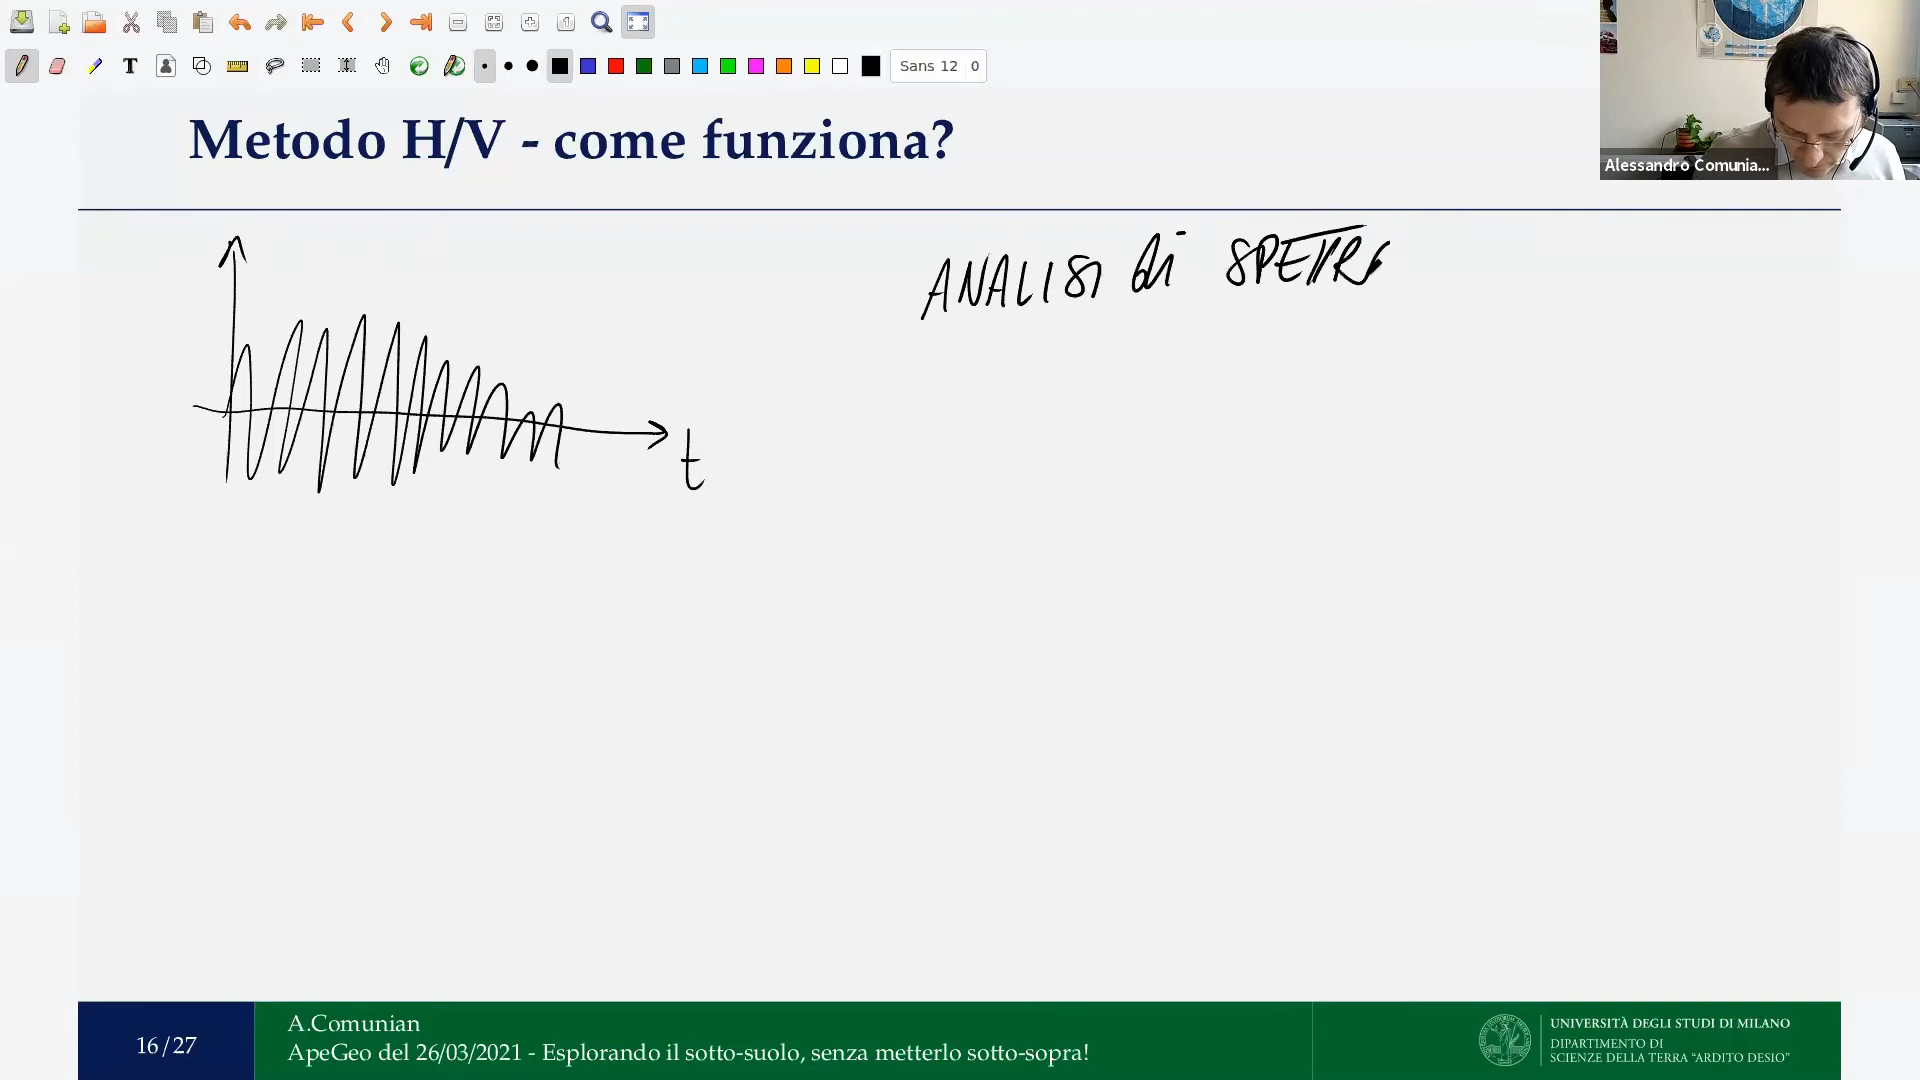 Sans 12 0
Alessandro Comunia...
Metodo H/V - come funziona?
ANALISI di SPETTR
t
16/27
A.Comunian
ApeGeo del 26/03/2021 - Esplorando il sotto-suolo, senza metterlo sotto-sopra!
UNIVERSITÀ DEGLI STUDI DI MILANO
DIPARTIMENTO DI
SCIENZE DELLA TERRA “ARDITO DESIO”